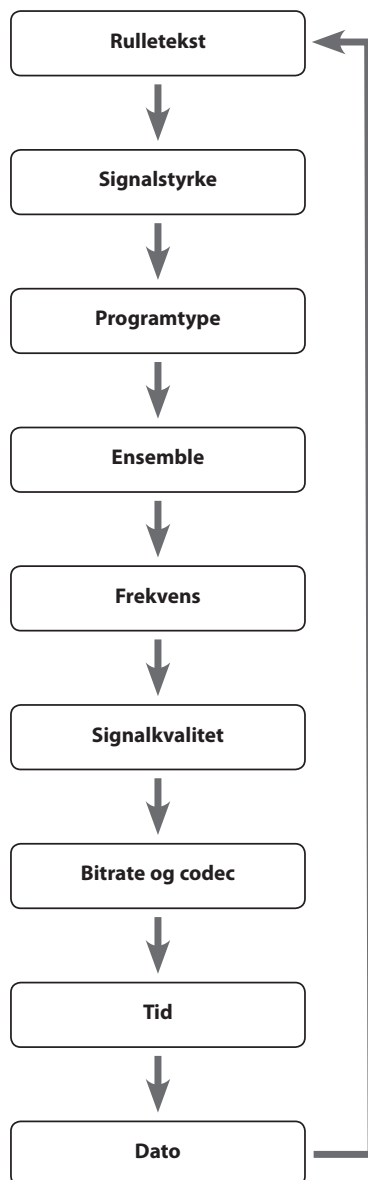 Rulletekst
Signalstyrke
Programtype
Ensemble
Frekvens
Signalkvalitet
Bitrate og codec
Tid
Dato